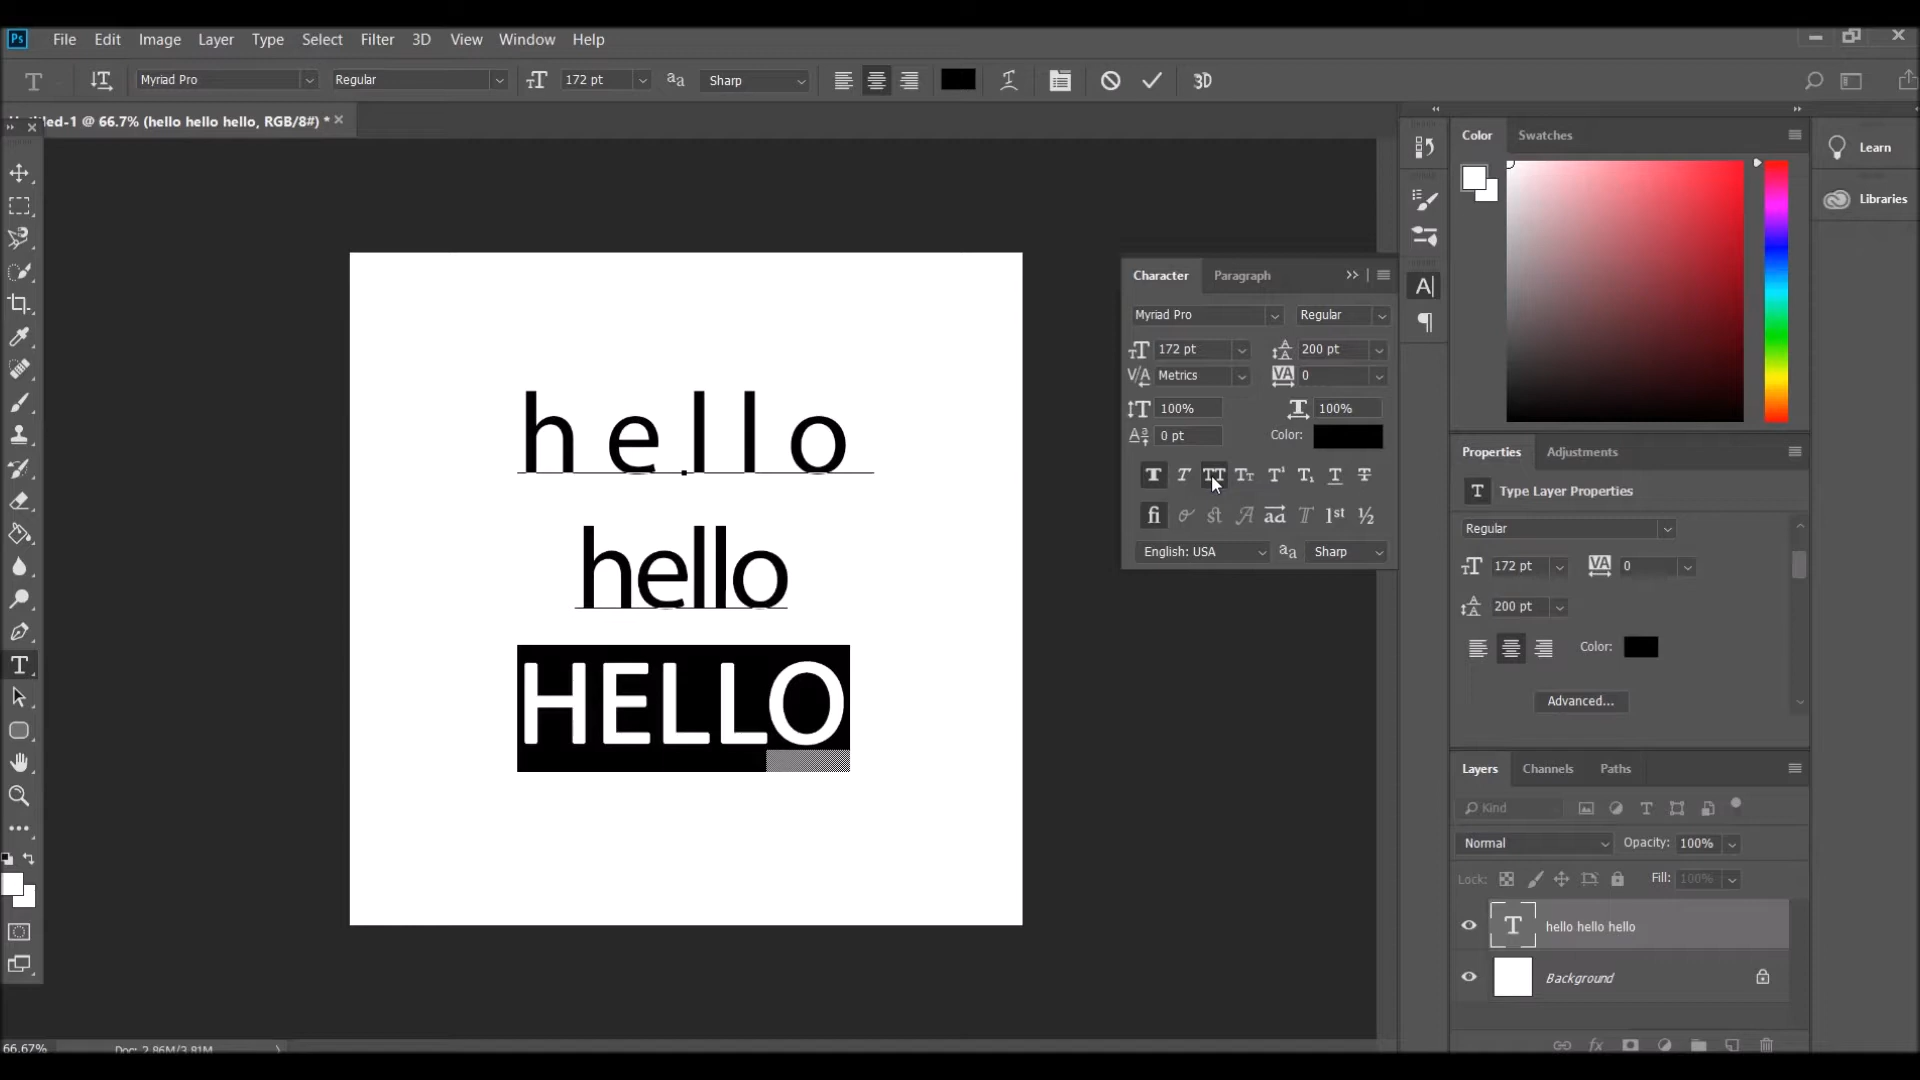 Ps File Edit Image Layer Type Select Filter 3D View Window Help
Myriad Pro Regular 172 pt Sharp 3D
led-1 @ 66.7% (hello hello hello, RGB/8#) *
Color Swatches
Learn
Libraries
h e l l o
hello
HELLO
Character Paragraph
Myriad Pro Regular
172 pt 200 pt
Metrics 0
100% 100%
0 pt Color:
English: USA Sharp
Properties Adjustments
Type Layer Properties
Regular
172 pt 0
200 pt
Color:
Advanced...
Layers Channels Paths
Kind
Normal Opacity: 100%
Lock: Fill: 100%
hello hello hello
Background
66.67% Doc: 2.86M/3.81M